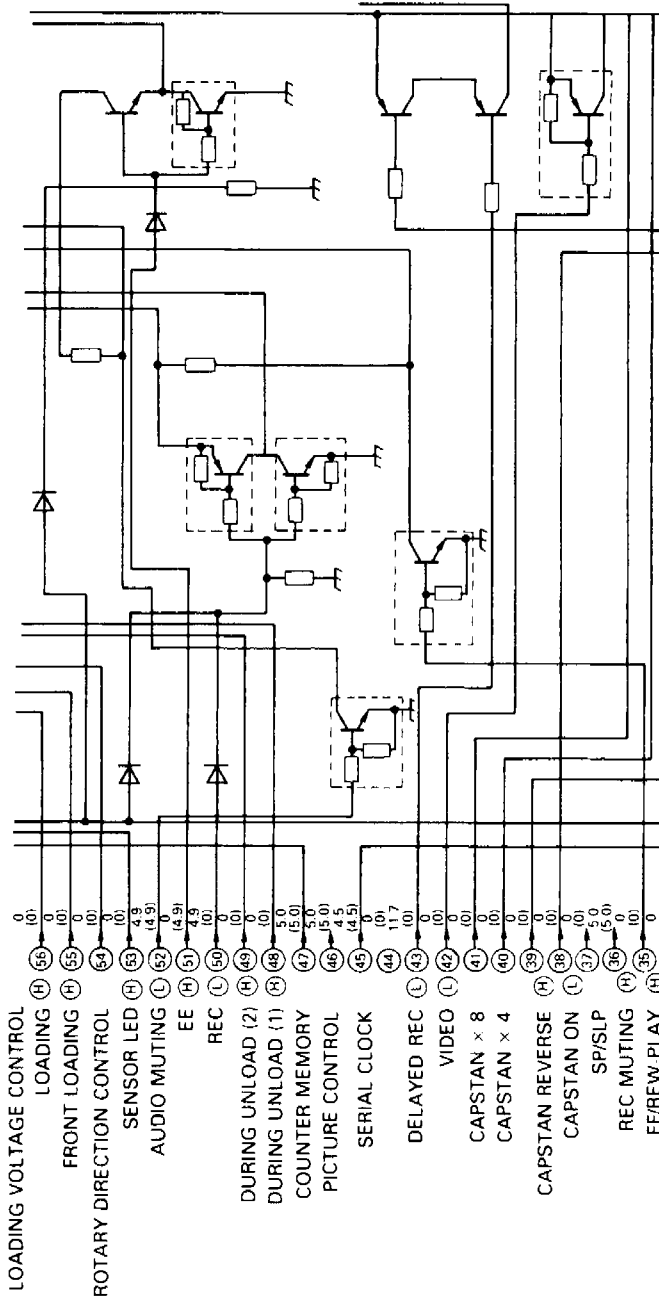 LOADING VOLTAGE CONTROL
0
(0)
LOADING (H) 56
0
(0)
FRONT LOADING (H) 55
0
(0)
ROTARY DIRECTION CONTROL 54
0
(0)
SENSOR LED (H) 53
4.9
(4.9)
AUDIO MUTING (L) 52
0
(4.9)
EE (H) 51
4.9
(0)
REC (L) 50
0
(0)
DURING UNLOAD (2) (H) 49
0
(0)
DURING UNLOAD (1) (H) 48
5.0
(5.0)
COUNTER MEMORY 47
5.0
(5.0)
PICTURE CONTROL 46
4.5
(4.5)
SERIAL CLOCK 45
0
(0)
44
11.7
(0)
DELAYED REC (L) 43
0
(0)
VIDEO (L) 42
0
(0)
CAPSTAN × 8 41
0
(0)
CAPSTAN × 4 40
0
(0)
39
CAPSTAN REVERSE (H)
0
(0)
38
CAPSTAN ON (L)
0
(0)
37
SP/SLP
5.0
(5.0)
36
REC MUTING (H)
0
(0)
35
FF/REW-PLAY (H)
0